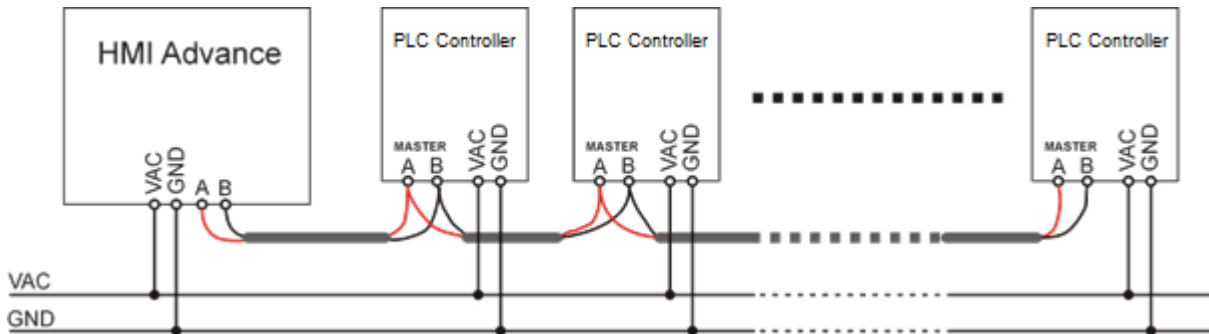 HMI Advance
VAC
GND
A
B
PLC Controller
MASTER
A
B
VAC
GND
PLC Controller
MASTER
A
B
VAC
GND
PLC Controller
MASTER
A
B
VAC
GND
VAC
GND